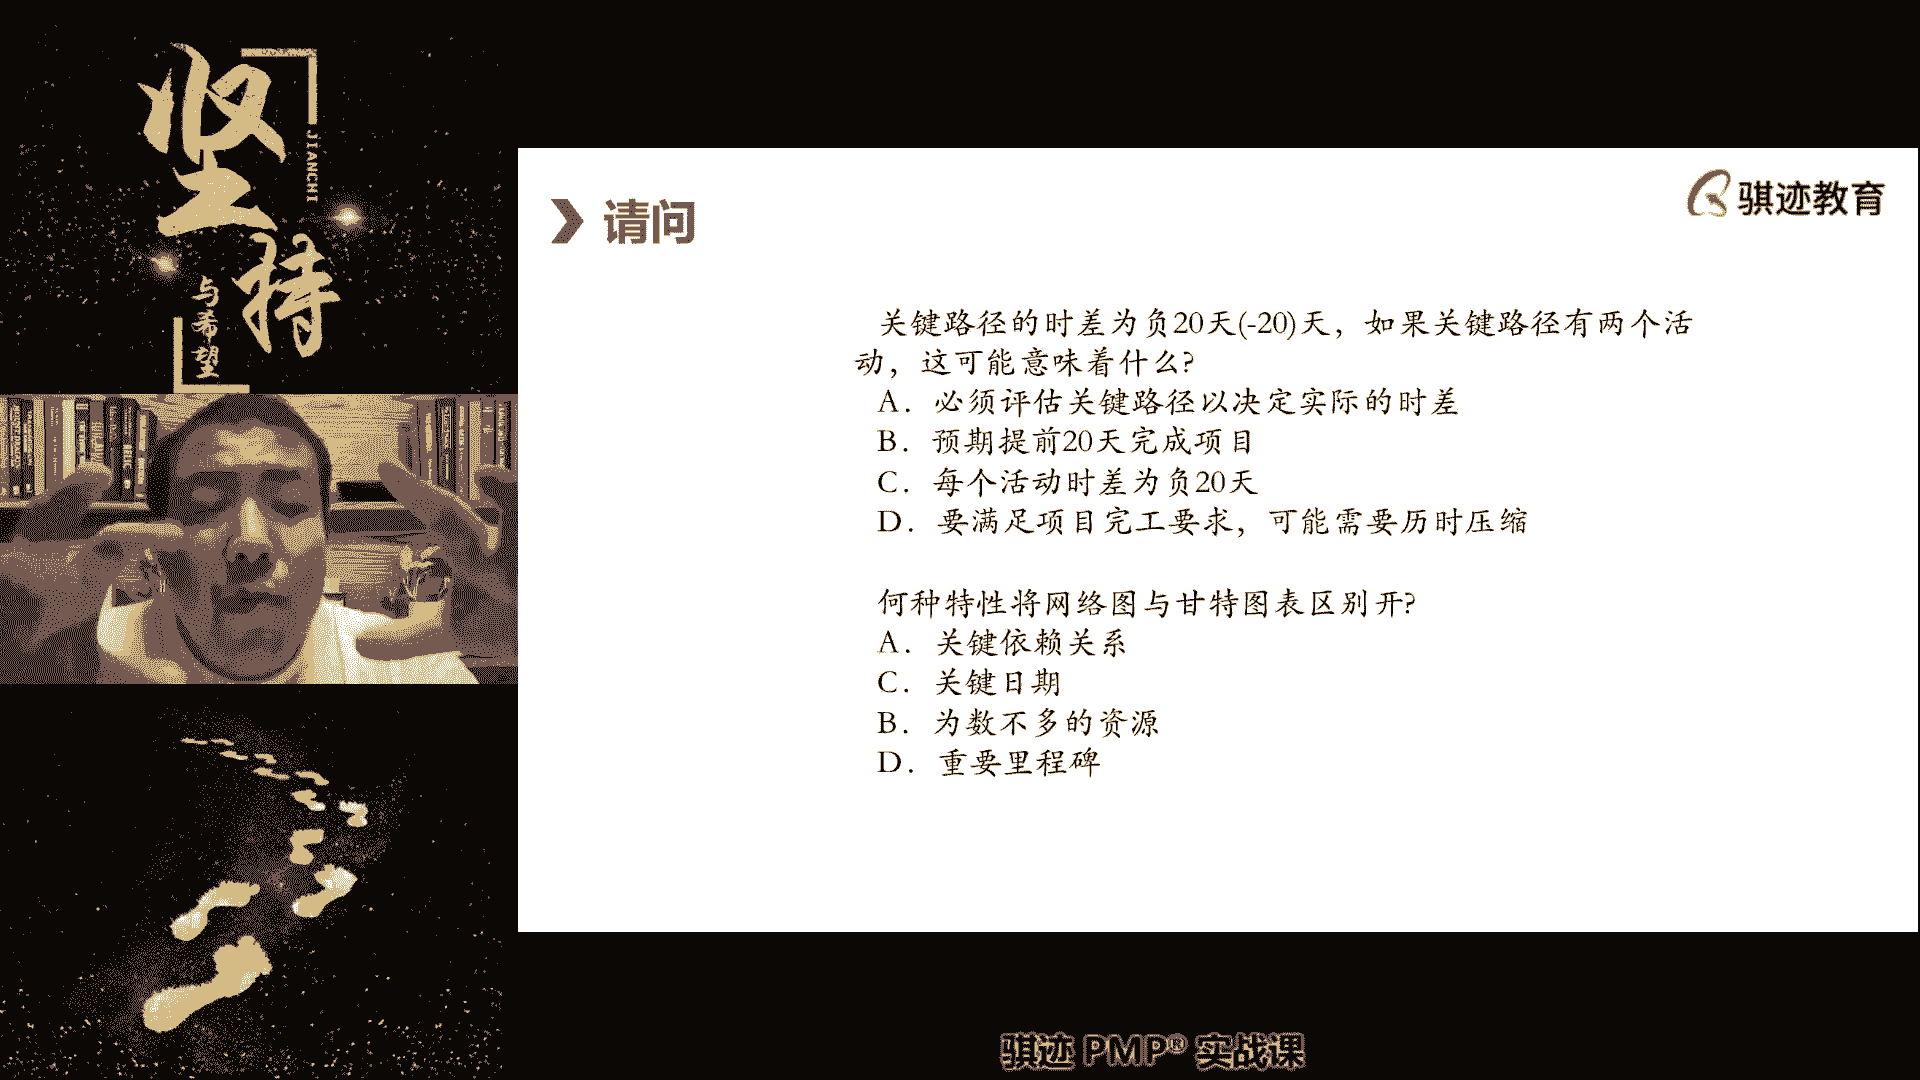 坚持
JIANCHI
与希望
请问
骐迹教育
关键路径的时差为负20天(-20)天，如果关键路径有两个活
动，这可能意味着什么?
A．必须评估关键路径以决定实际的时差
B．预期提前20天完成项目
C．每个活动时差为负20天
D．要满足项目完工要求，可能需要历时压缩
何种特性将网络图与甘特图表区别开?
A．关键依赖关系
C．关键日期
B．为数不多的资源
D．重要里程碑
骐迹 PMP® 实战课